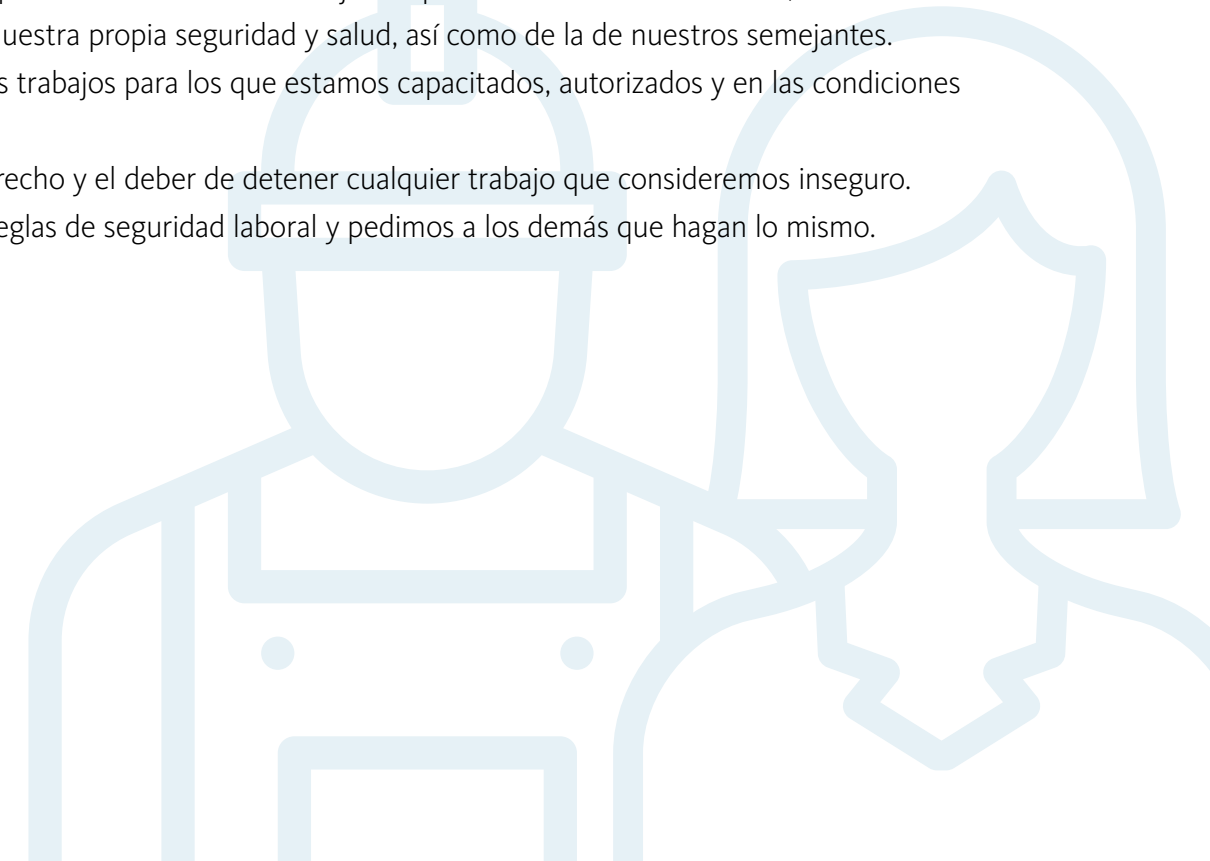 uestra propia seguridad y salud, así como de la de nuestros semejantes.
s trabajos para los que estamos capacitados, autorizados y en las condiciones
recho y el deber de detener cualquier trabajo que consideremos inseguro.
eglas de seguridad laboral y pedimos a los demás que hagan lo mismo.